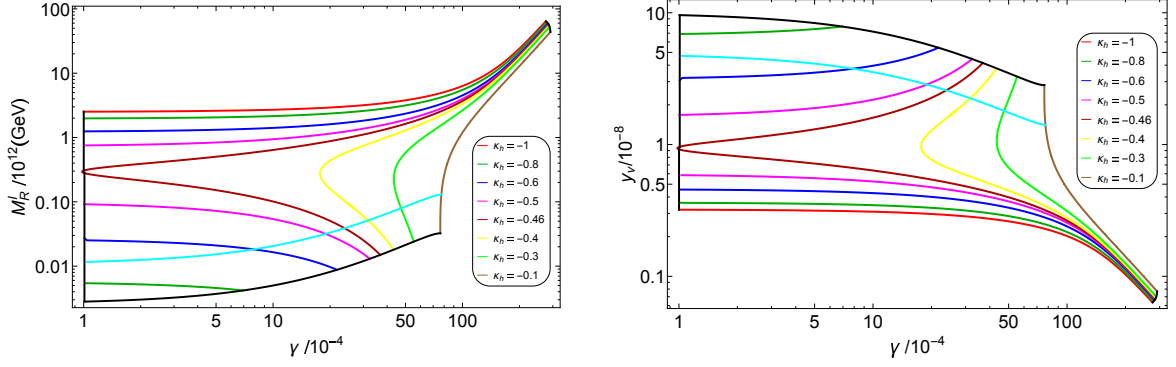 100
10
1
0.10
0.01
M_R^I /10^12(GeV)
1
5
10
50
100
γ /10^-4
κ_h = -1
κ_h = -0.8
κ_h = -0.6
κ_h = -0.5
κ_h = -0.46
κ_h = -0.4
κ_h = -0.3
κ_h = -0.1
10
5
1
0.5
0.1
y_ν/10^-8
1
5
10
50
100
γ /10^-4
κ_h = -1
κ_h = -0.8
κ_h = -0.6
κ_h = -0.5
κ_h = -0.46
κ_h = -0.4
κ_h = -0.3
κ_h = -0.1